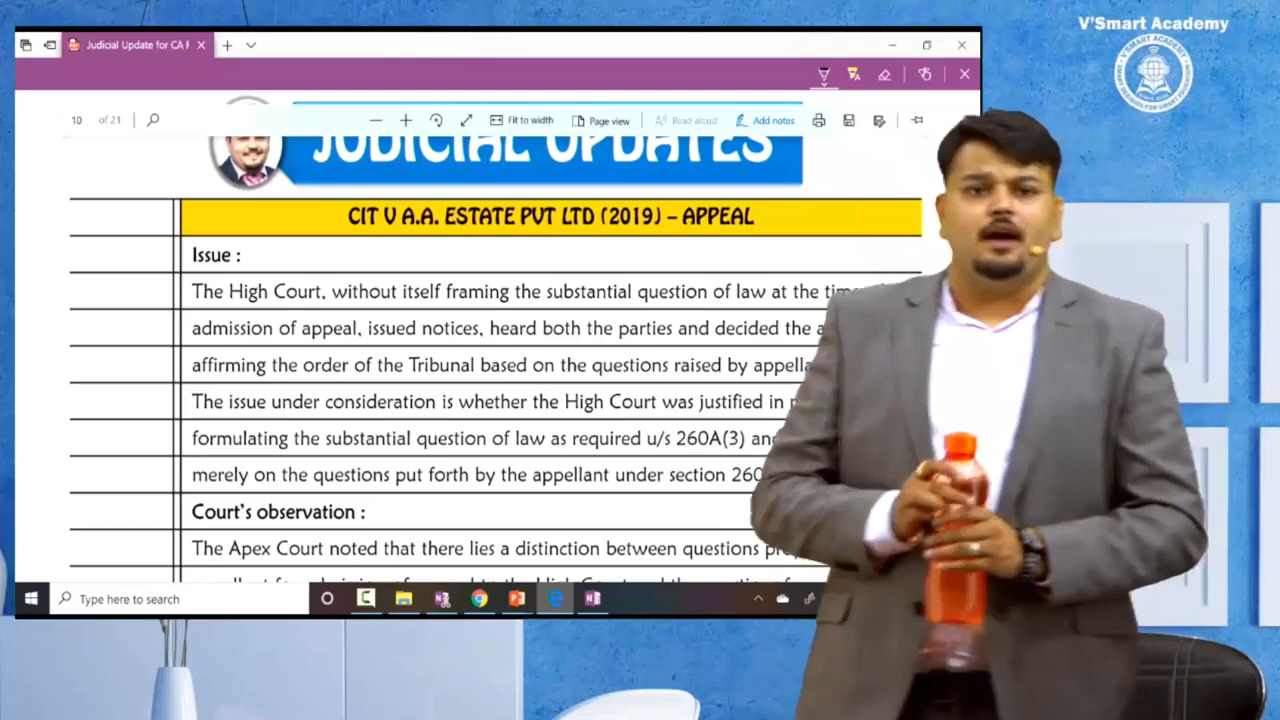 V'Smart Academy
V'SMART ACADEMY
Judicial Update for CA F
10 of 21
Fit to width
Page view
Read aloud
Add notes
JUDICIAL UPDATES
CIT V A.A. ESTATE PVT LTD (2019) – APPEAL
Issue :
The High Court, without itself framing the substantial question of law at the
admission of appeal, issued notices, heard both the parties and decided the
affirming the order of the Tribunal based on the questions raised by
The issue under consideration is whether the High Court was justified in
formulating the substantial question of law as required u/s 260A(3)
merely on the questions put forth by the appellant under section
Court's observation :
The Apex Court noted that there lies a distinction between questions
Type here to search